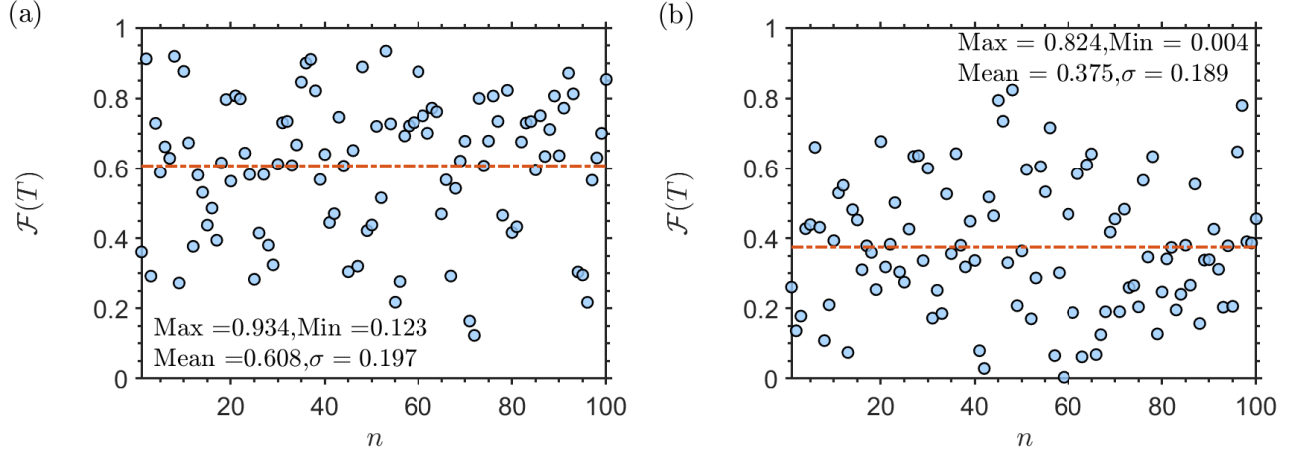 (a)
1
0.8
0.6
0.4
0.2
0
F(T)
Max =0.934,Min =0.123
Mean =0.608,σ = 0.197
20 40 60 80 100
n
(b)
1
0.8
0.6
0.4
0.2
0
F(T)
Max = 0.824,Min = 0.004
Mean = 0.375,σ = 0.189
20 40 60 80 100
n